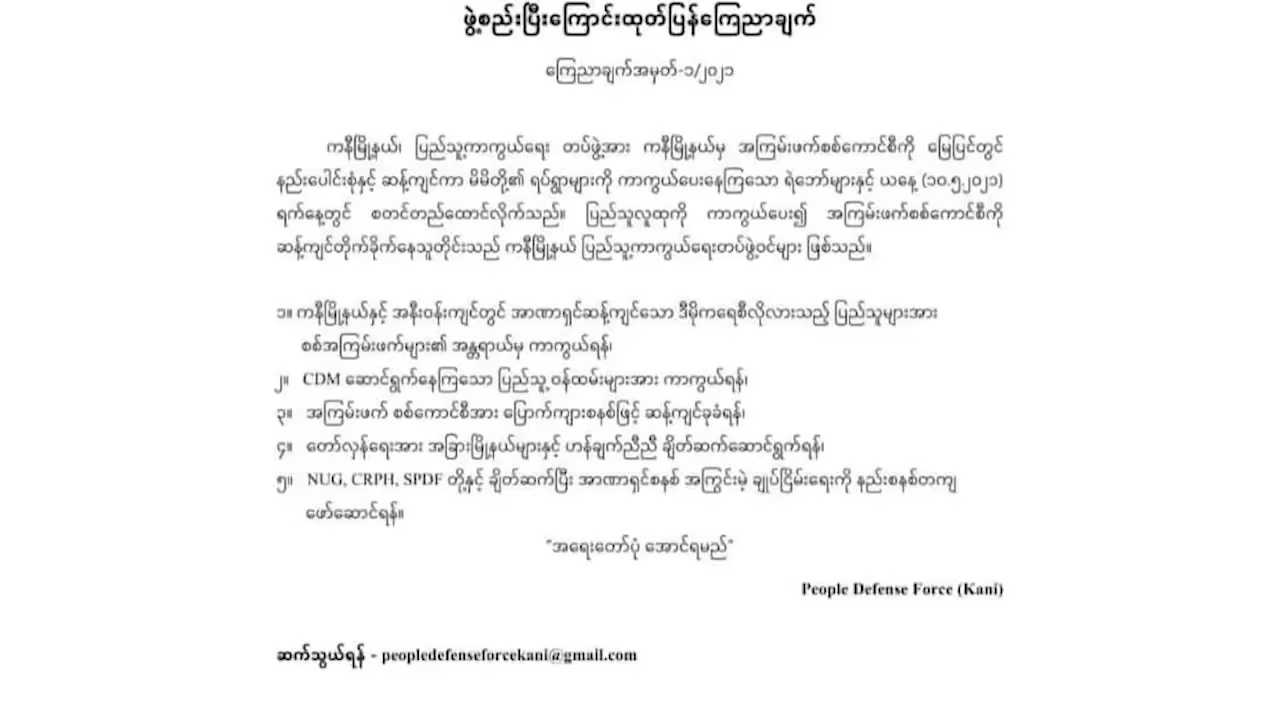 ဖွဲ့စည်းပြီးကြောင်းထုတ်ပြန်ကြေညာချက်
ကြေညာချက်အမှတ်-၁/၂၀၂၁
ကနီမြို့နယ်၊ ပြည်သူ့ကာကွယ်ရေး တပ်ဖွဲ့အား ကနီမြို့နယ်မှ အကြမ်းဖက်စစ်ကောင်စီကို မြေပြင်တွင်
နည်းပေါင်းစုံနှင့် ဆန့်ကျင်ကာ မိမိတို့၏ ရပ်ရွာများကို ကာကွယ်ပေးနေကြသော ရဲဘော်များနှင့် ယနေ့ (၁၀.၅.၂၀၂၁)
ရက်နေ့တွင် စတင်တည်ထောင်လိုက်သည်။ ပြည်သူလူထုကို ကာကွယ်ပေး၍ အကြမ်းဖက်စစ်ကောင်စီကို
ဆန့်ကျင်တိုက်ခိုက်နေသူတိုင်းသည် ကနီမြို့နယ် ပြည်သူ့ကာကွယ်ရေးတပ်ဖွဲ့ဝင်များ ဖြစ်သည်။
၁။ ကနီမြို့နယ်နှင့် အနီးဝန်းကျင်တွင် အာဏာရှင်ဆန့်ကျင်သော ဒီမိုကရေစီလိုလားသည့် ပြည်သူများအား
စစ်အကြမ်းဖက်များ၏ အန္တရာယ်မှ ကာကွယ်ရန်၊
၂။ CDM ဆောင်ရွက်နေကြသော ပြည်သူ့ ဝန်ထမ်းများအား ကာကွယ်ရန်၊
၃။ အကြမ်းဖက် စစ်ကောင်စီအား ပြောက်ကျားစနစ်ဖြင့် ဆန့်ကျင်ခုခံရန်၊
၄။ တော်လှန်ရေးအား အခြားမြို့နယ်များနှင့် ဟန်ချက်ညီညီ ချိတ်ဆက်ဆောင်ရွက်ရန်၊
၅။ NUG, CRPH, SPDF တို့နှင့် ချိတ်ဆက်ပြီး အာဏာရှင်စနစ် အကြွင်းမဲ့ ချုပ်ငြိမ်းရေးကို နည်းစနစ်တကျ
ဖော်ဆောင်ရန်။
"အရေးတော်ပုံ အောင်ရမည်"
People Defense Force (Kani)
ဆက်သွယ်ရန် - peopledefenseforcekani@gmail.com